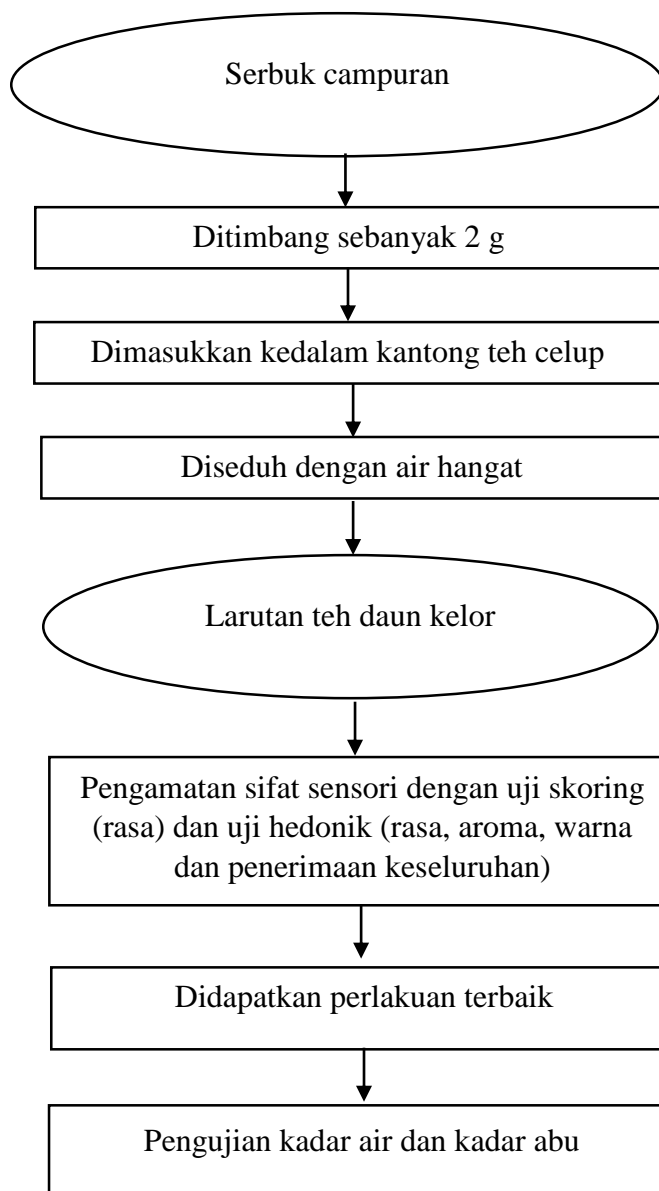 Serbuk campuran
Ditimbang sebanyak 2 g
Dimasukkan kedalam kantong teh celup
Diseduh dengan air hangat
Larutan teh daun kelor
Pengamatan sifat sensori dengan uji skoring
(rasa) dan uji hedonik (rasa, aroma, warna
dan penerimaan keseluruhan)
Didapatkan perlakuan terbaik
Pengujian kadar air dan kadar abu